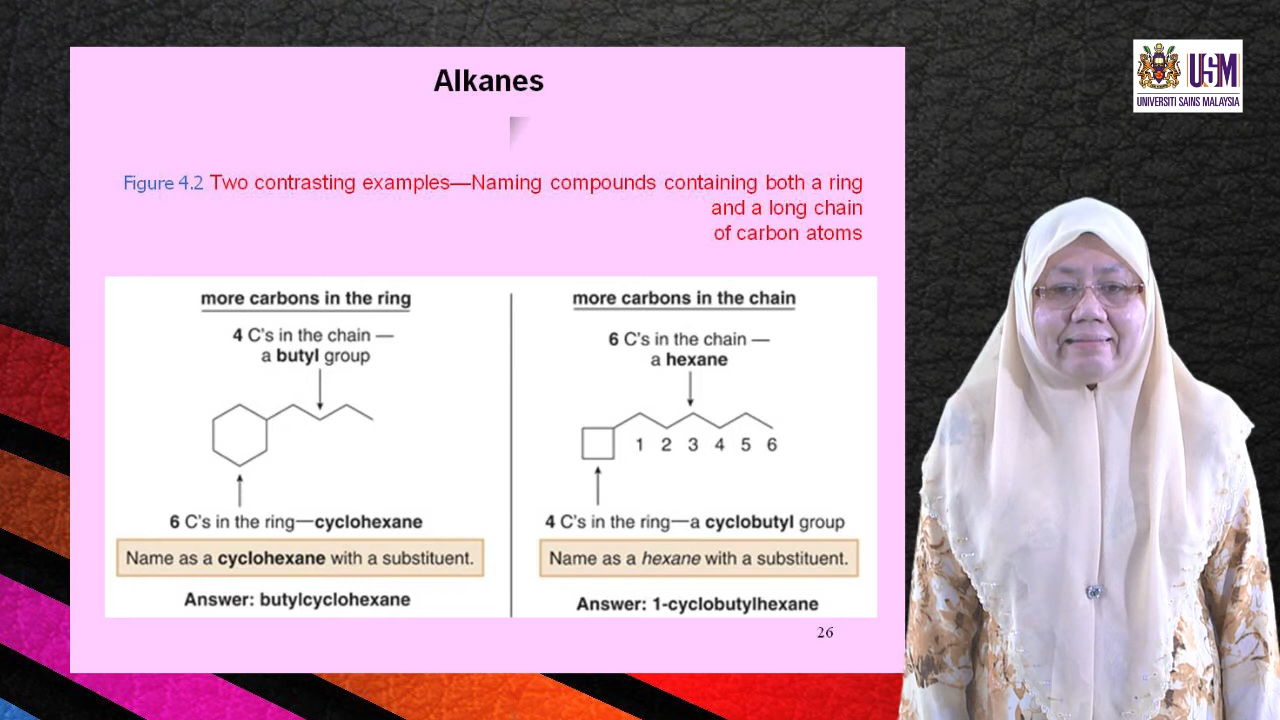 Alkanes
Figure 4.2 Two contrasting examples—Naming compounds containing both a ring
and a long chain
of carbon atoms
more carbons in the ring
4 C's in the chain —
a butyl group
6 C's in the ring—cyclohexane
Name as a cyclohexane with a substituent.
Answer: butylcyclohexane
more carbons in the chain
6 C's in the chain —
a hexane
1 2 3 4 5 6
4 C's in the ring—a cyclobutyl group
Name as a hexane with a substituent.
Answer: 1-cyclobutylhexane
26
USM
UNIVERSITI SAINS MALAYSIA